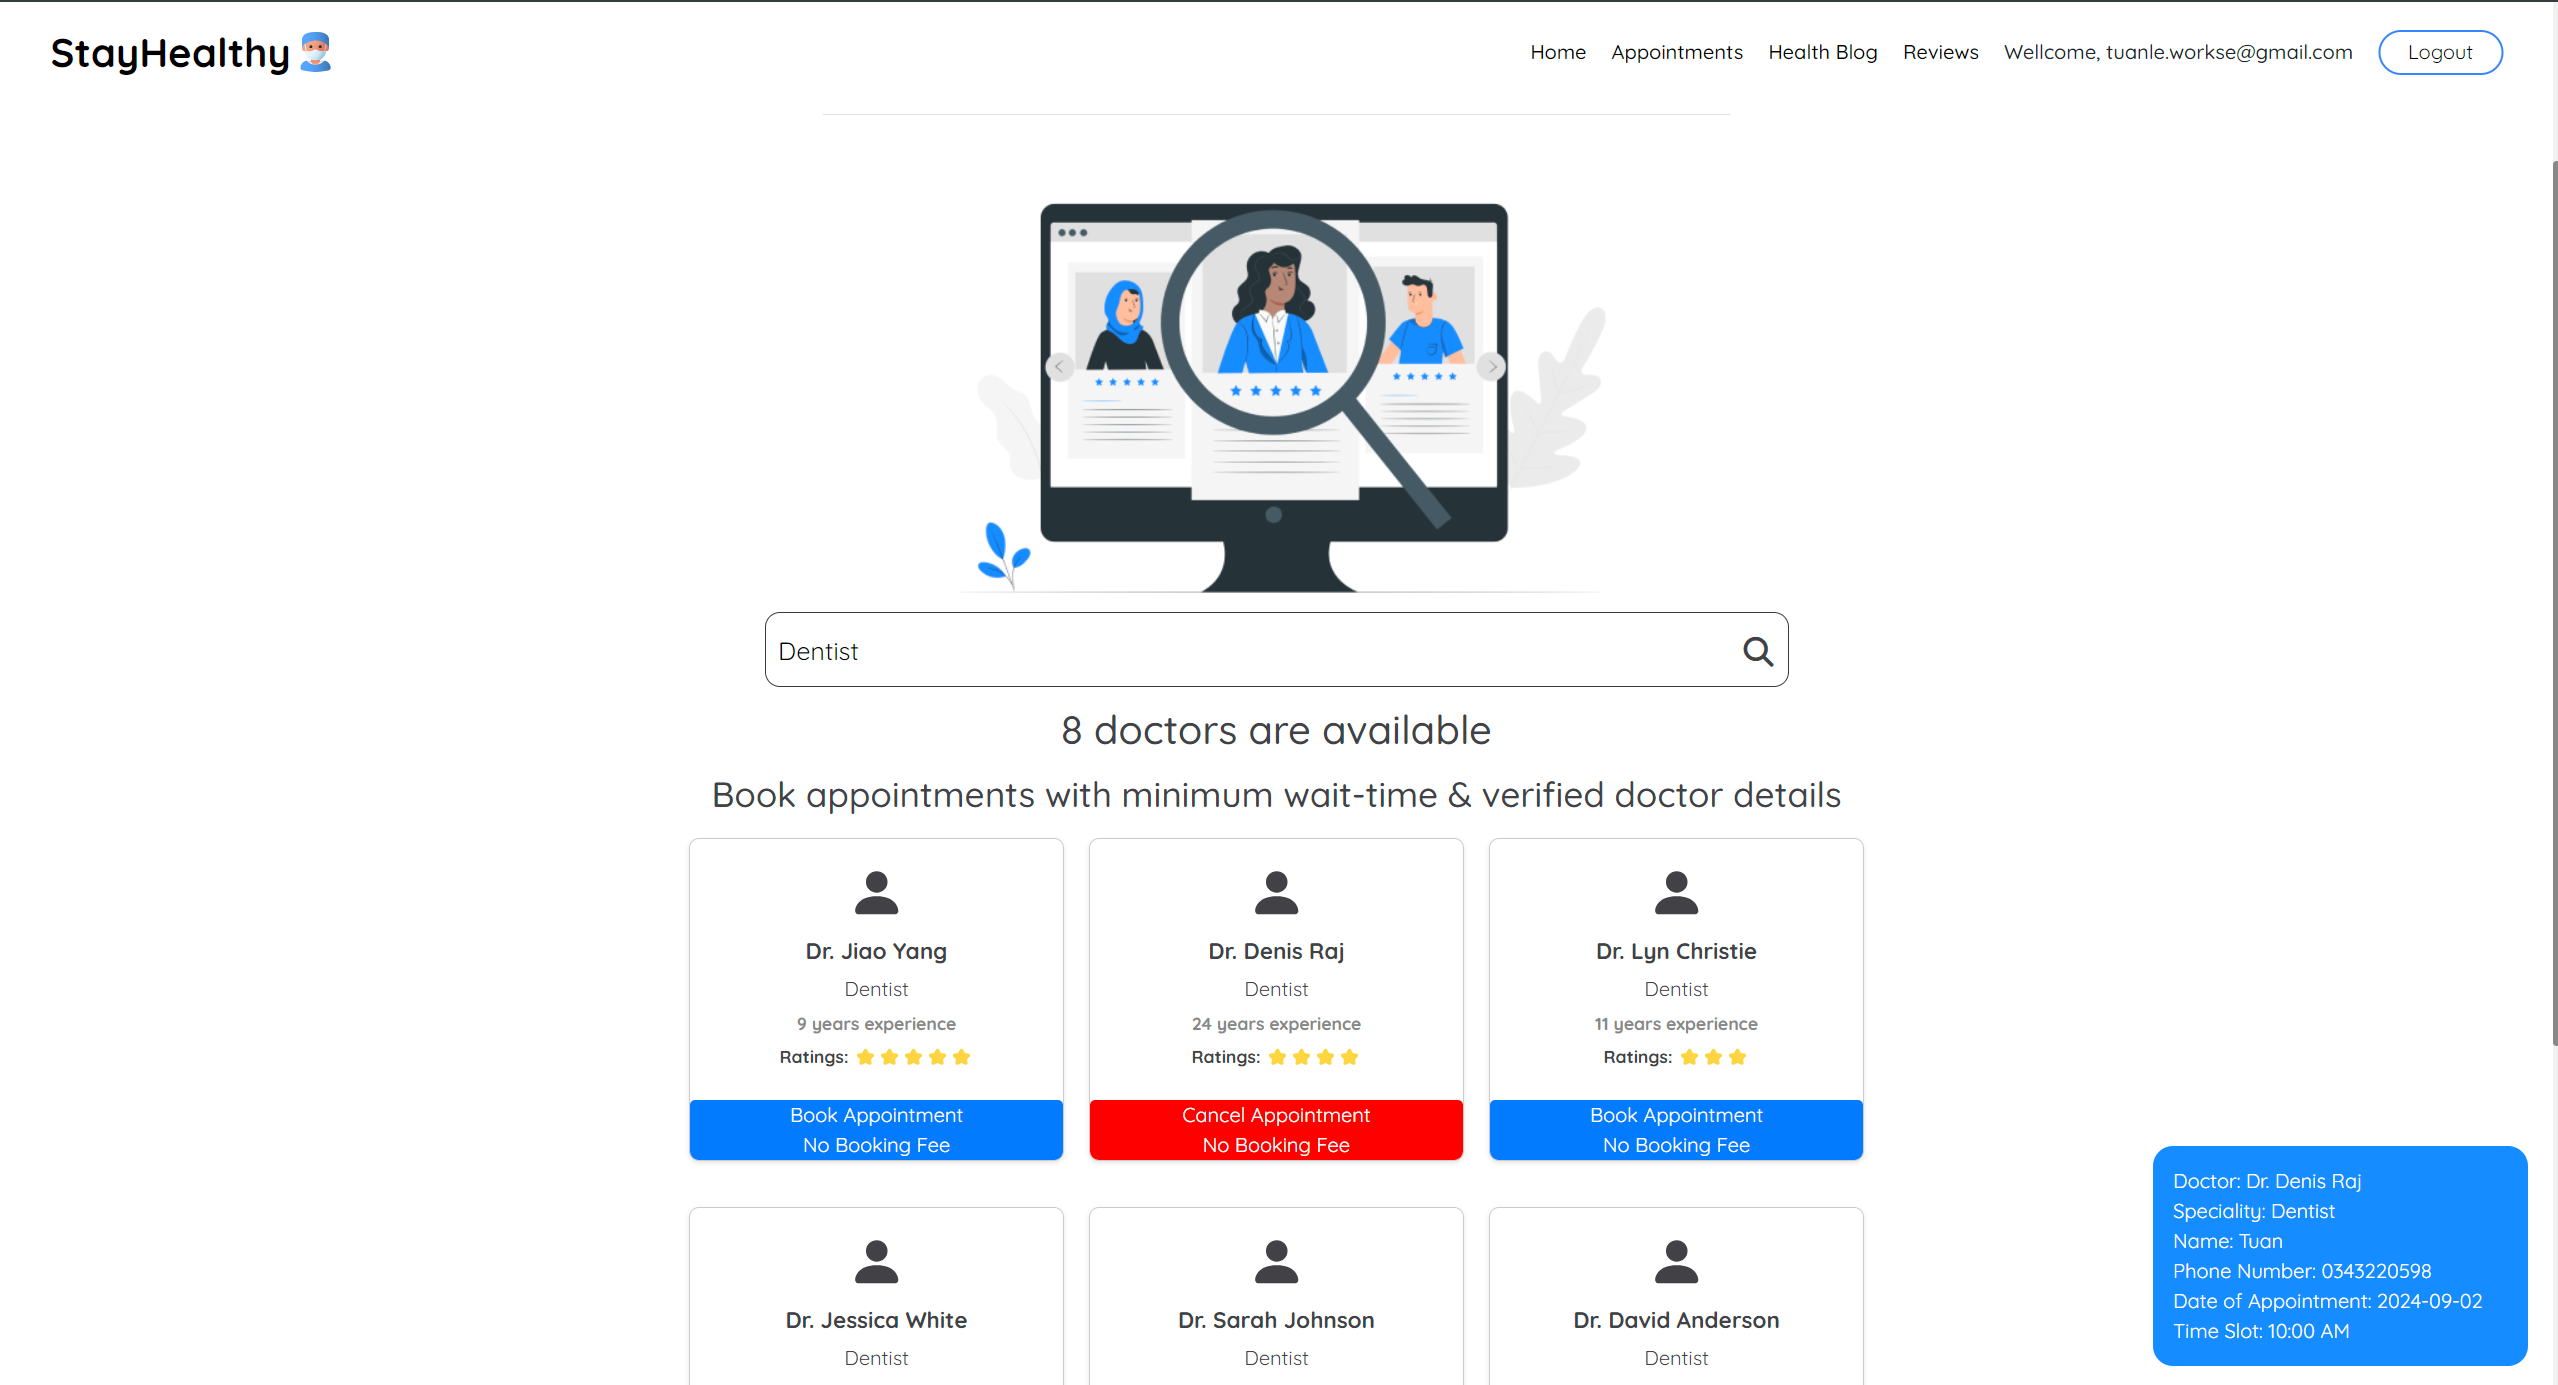 StayHealthy
Home Appointments Health Blog Reviews Wellcome, tuanle.workse@gmail.com Logout
Dentist
8 doctors are available
Book appointments with minimum wait-time & verified doctor details
Dr. Jiao Yang
Dentist
9 years experience
Ratings:
Book Appointment
No Booking Fee
Dr. Denis Raj
Dentist
24 years experience
Ratings:
Cancel Appointment
No Booking Fee
Dr. Lyn Christie
Dentist
11 years experience
Ratings:
Book Appointment
No Booking Fee
Dr. Jessica White
Dentist
Dr. Sarah Johnson
Dentist
Dr. David Anderson
Dentist
Doctor: Dr. Denis Raj
Speciality: Dentist
Name: Tuan
Phone Number: 0343220598
Date of Appointment: 2024-09-02
Time Slot: 10:00 AM